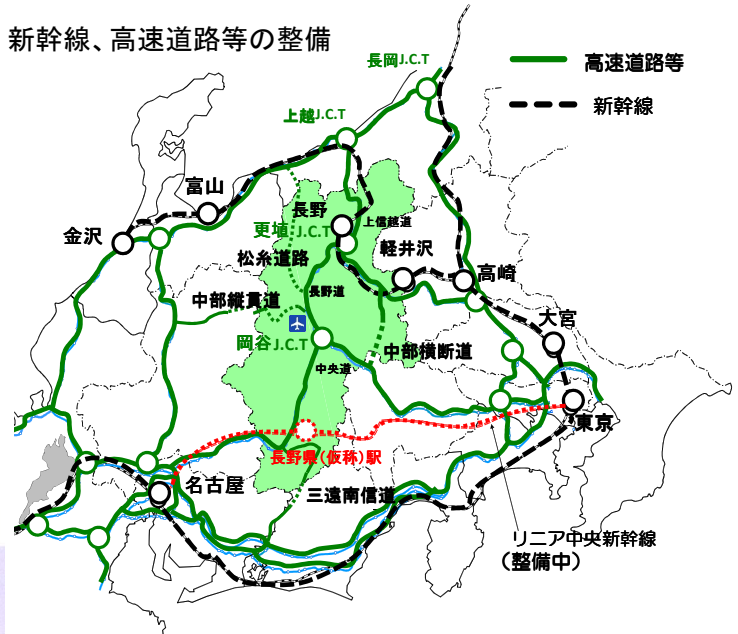 新幹線、高速道路等の整備
長岡J.C.T
高速道路等
新幹線
上越J.C.T
富山
長野
上信越道
金沢
更埴J.C.T
軽井沢
松糸道路
高崎
長野道
中部縦貫道
大宮
岡谷J.C.T
中部横断道
中央道
東京
長野県(仮称)駅
名古屋
三遠南信道
リニア中央新幹線
(整備中)